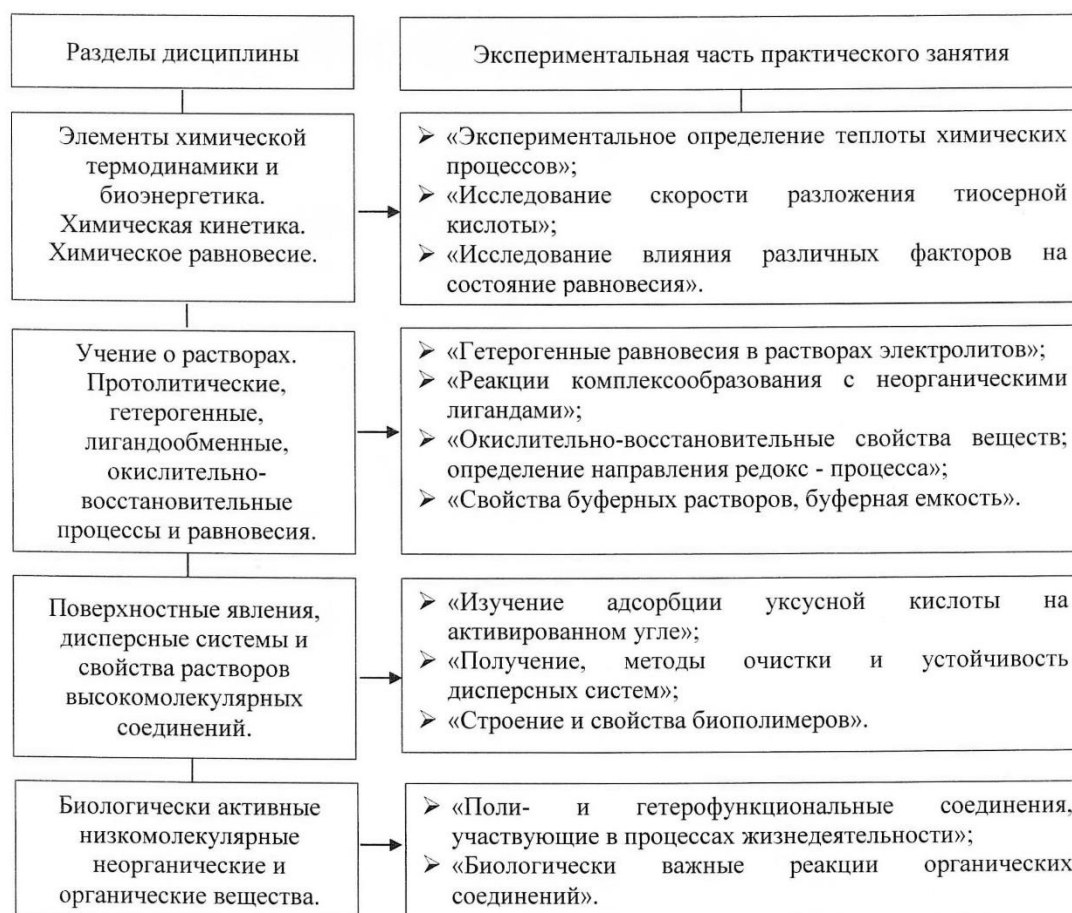 Разделы дисциплины
Экспериментальная часть практического занятия
Элементы химической
термодинамики и
биоэнергетика.
Химическая кинетика.
Химическое равновесие.
➢ «Экспериментальное определение теплоты химических
процессов»;
➢ «Исследование скорости разложения тиосерной
кислоты»;
➢ «Исследование влияния различных факторов на
состояние равновесия».
Учение о растворах.
Протолитические,
гетерогенные,
лигандообменные,
окислительно-
восстановительные
процессы и равновесия.
➢ «Гетерогенные равновесия в растворах электролитов»;
➢ «Реакции комплексообразования с неорганическими
лигандами»;
➢ «Окислительно-восстановительные свойства веществ;
определение направления редокс - процесса»;
➢ «Свойства буферных растворов, буферная емкость».
Поверхностные явления,
дисперсные системы и
свойства растворов
высокомолекулярных
соединений.
➢ «Изучение адсорбции уксусной кислоты на
активированном угле»;
➢ «Получение, методы очистки и устойчивость
дисперсных систем»;
➢ «Строение и свойства биополимеров».
Биологически активные
низкомолекулярные
неорганические и
органические вещества.
➢ «Поли- и гетерофункциональные соединения,
участвующие в процессах жизнедеятельности»;
➢ «Биологически важные реакции органических
соединений».